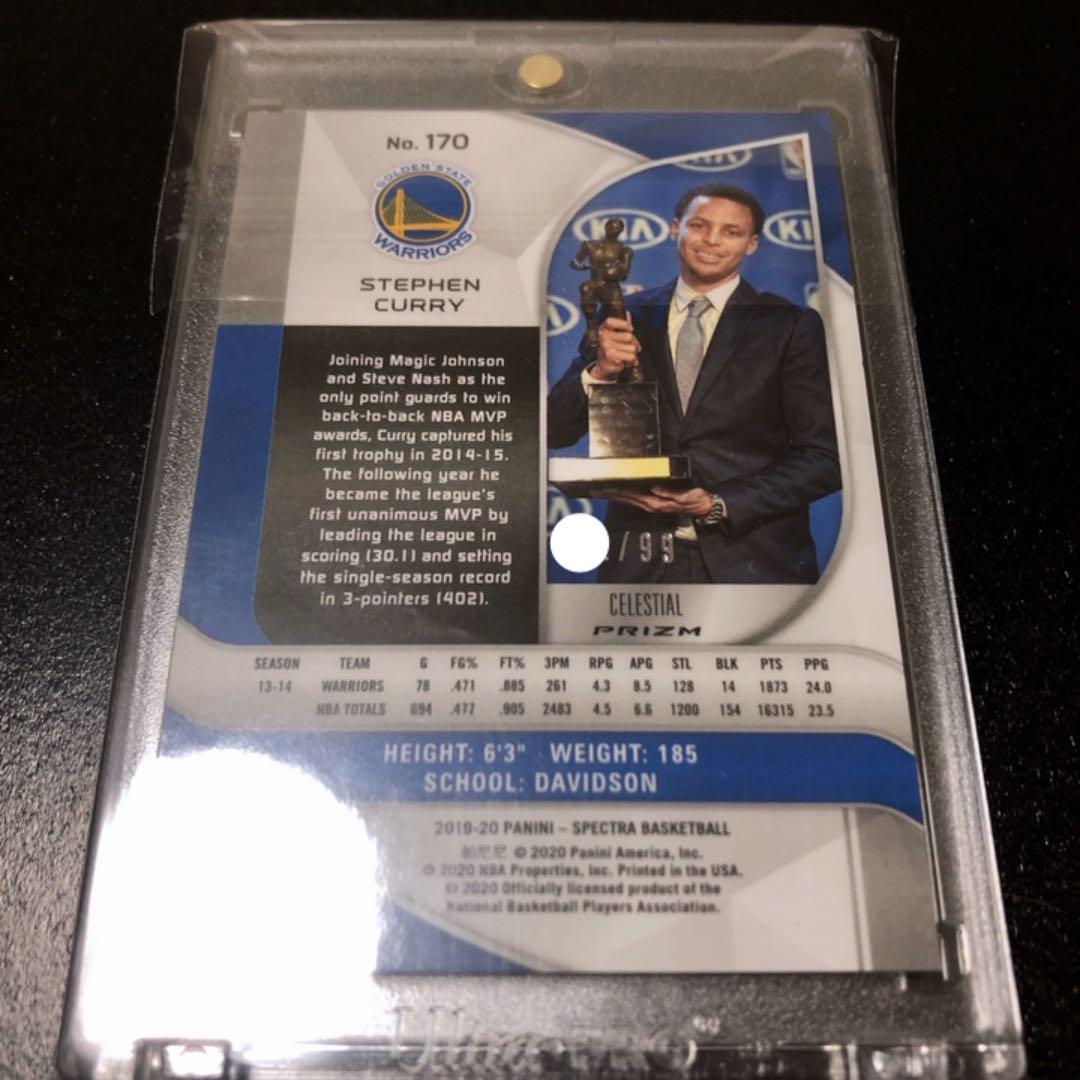 No. 170
GOLDEN STATE
WARRIORS
STEPHEN
CURRY
KIA
KIA
Joining Magic Johnson
and Steve Nash as the
only point guards to win
back-to-back NBA MVP
awards, Curry captured his
first trophy in 2014-15.
The following year he
became the league's
first unanimous MVP by
leading the league in
scoring (30.1) and setting
the single-season record
in 3-pointers (402).
/99
CELESTIAL
PRIZM
SEASON TEAM G FG% FT% 3PM RPG APG STL BLK PTS PPG
13-14 WARRIORS 78 .471 .885 261 4.3 8.5 128 14 1873 24.0
NBA TOTALS 694 .477 .905 2483 4.5 6.6 1200 154 16315 23.5
HEIGHT: 6'3" WEIGHT: 185
SCHOOL: DAVIDSON
2019-20 PANINI – SPECTRA BASKETBALL
帕尼尼 © 2020 Panini America, Inc.
© 2020 NBA Properties, Inc. Printed in the USA.
© 2020 Officially licensed product of the
National Basketball Players Association.
Ultra PRO